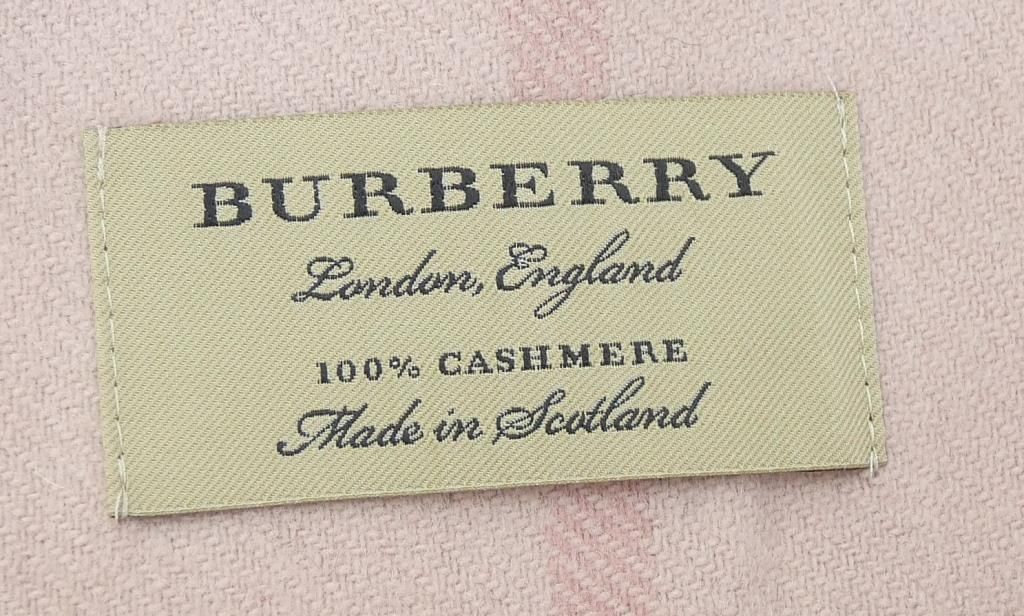 BURBERRY
London, England
100% CASHMERE
Made in Scotland